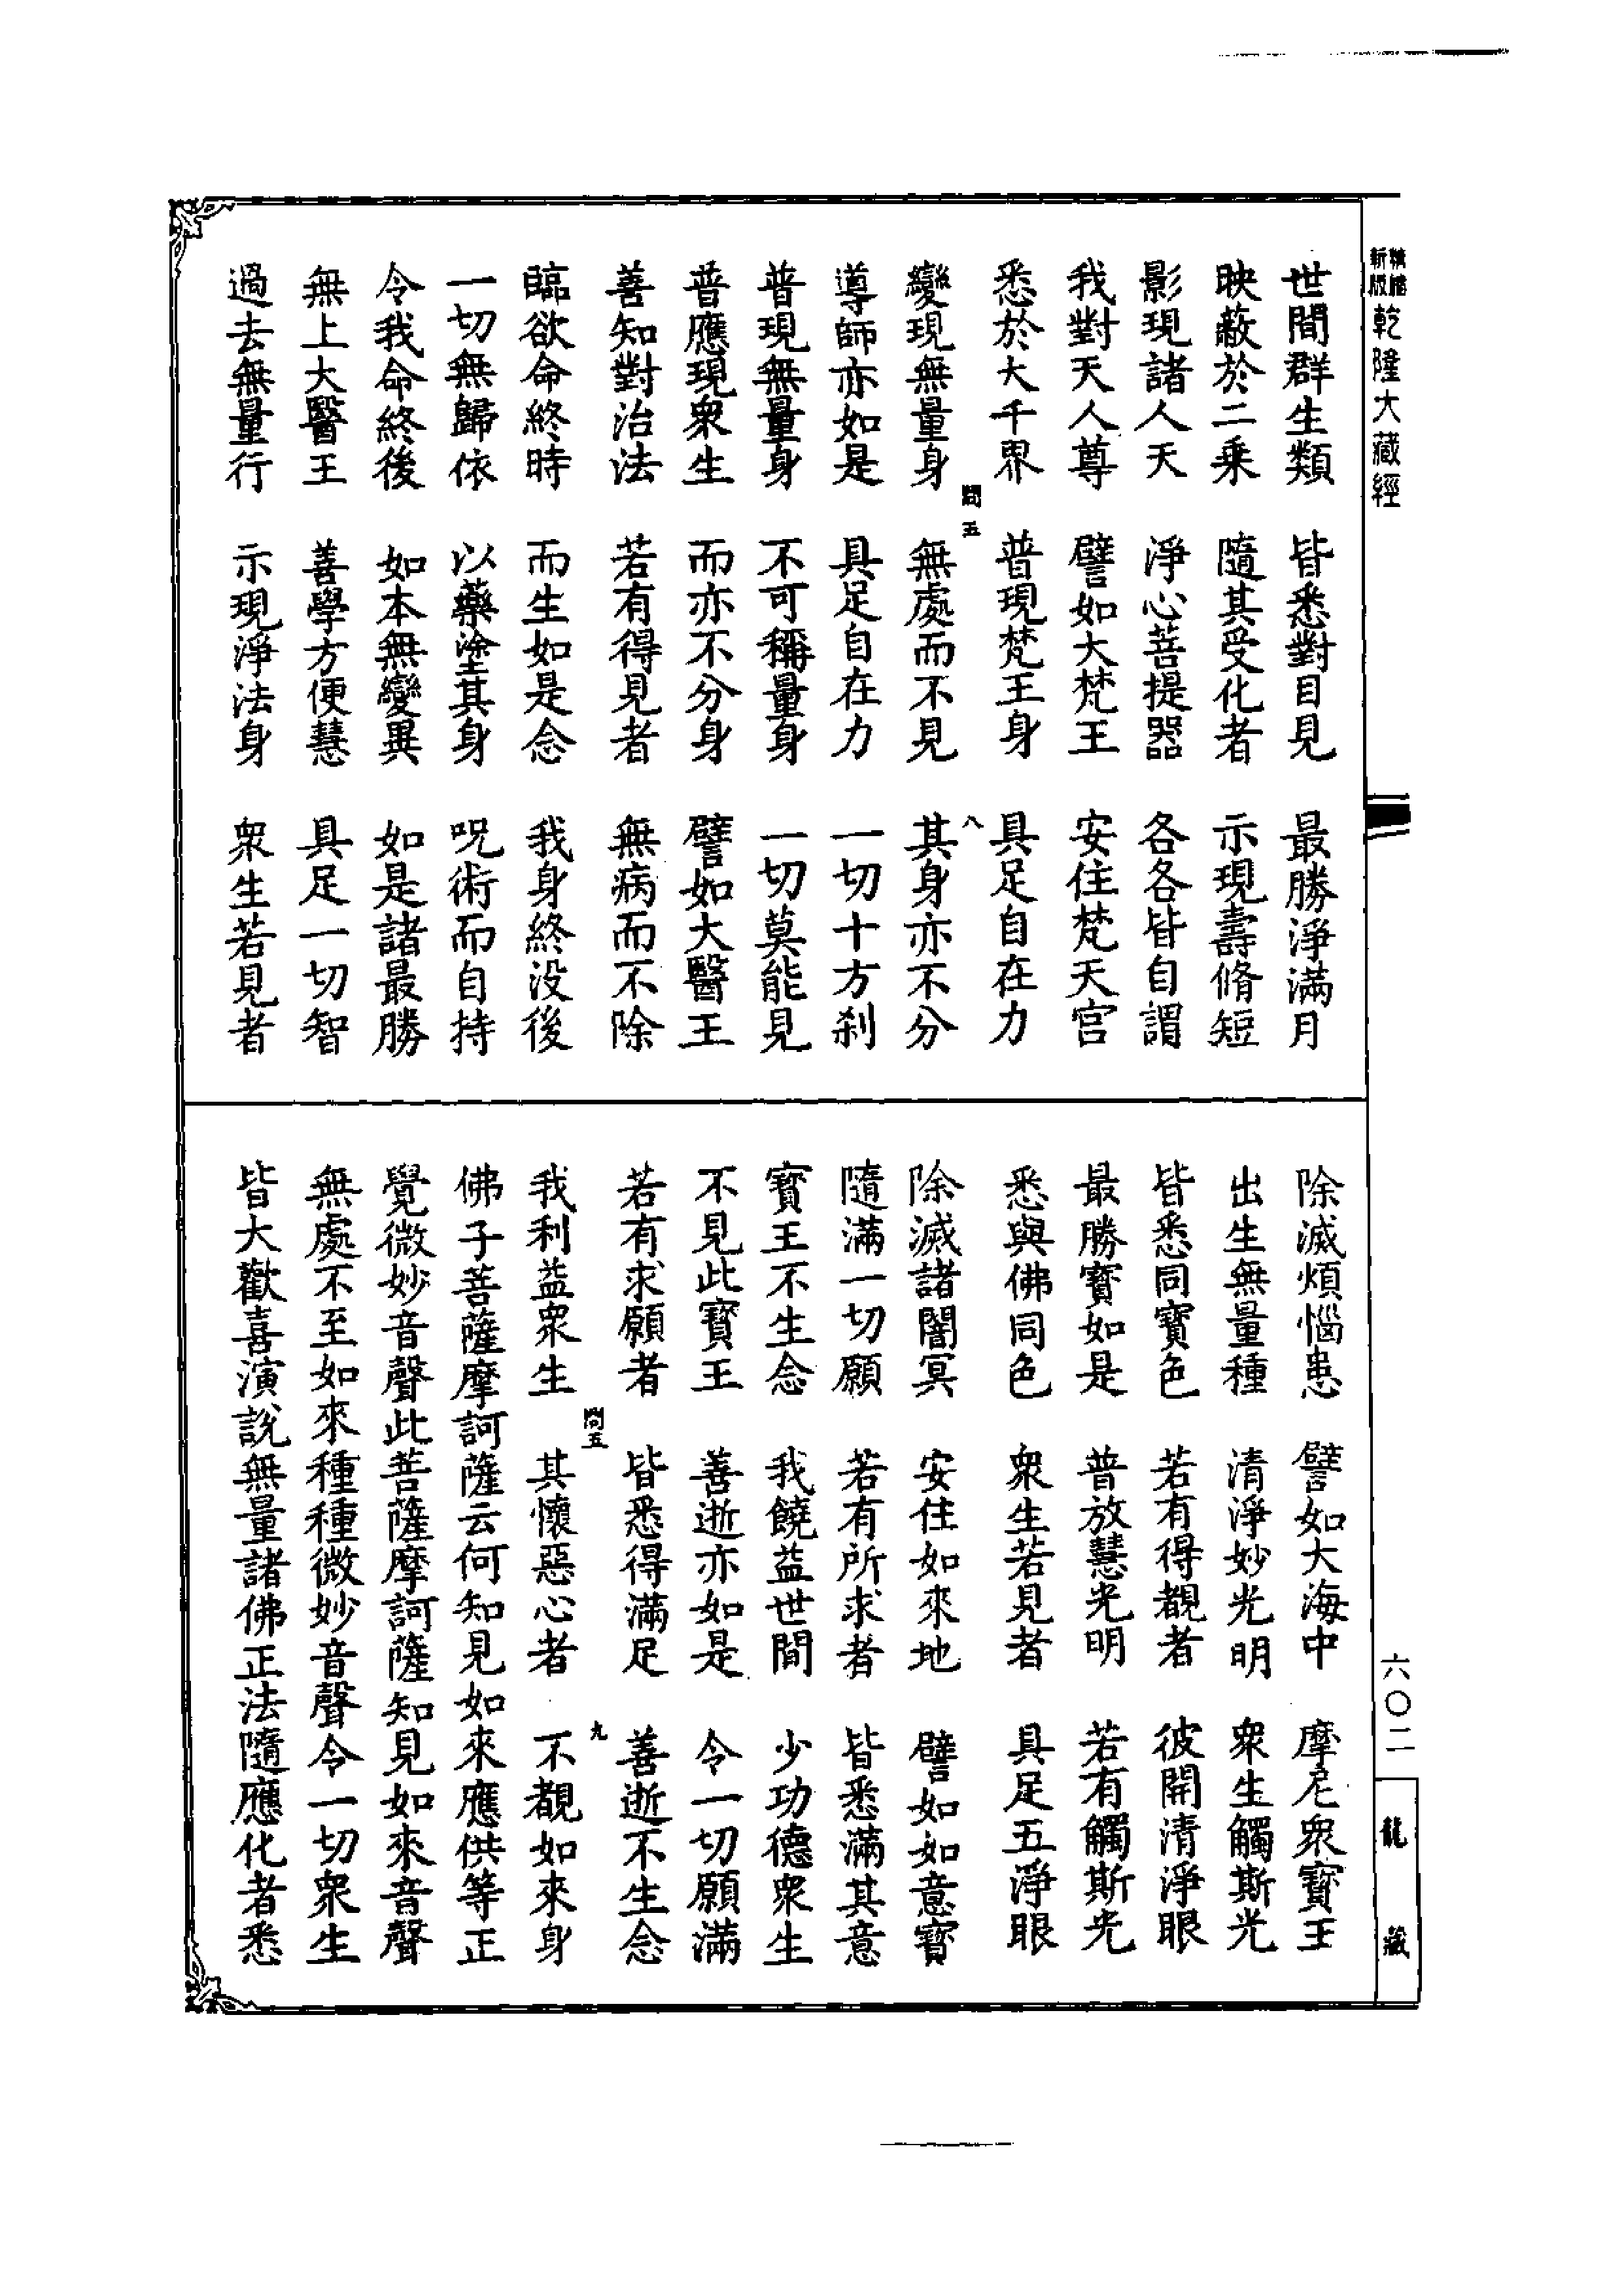 新版乾隆大藏經
世間群生類　皆悉對目見　最勝淨滿月
映蔽於二乘　隨其受化者　示現壽脩短
影現諸人天　淨心菩提器　各各皆自謂
我對天人尊　譬如大梵王　安住梵天宮
悉於大千界　普現梵王身　具足自在力
問五　八
變現無量身　無處而不見　其身亦不分
導師亦如是　具足自在力　一切十方刹
普現無量身　不可稱量身　一切莫能見
普應現衆生　而亦不分身　譬如大醫王
善知對治法　若有得見者　無病而不除
臨欲命終時　而生如是念　我身終没後
一切無歸依　以藥塗其身　呪術而自持
令我命終後　如本無變異　如是諸最勝
無上大醫王　善學方便慧　具足一切智
過去無量行　示現淨法身　衆生若見者
除滅煩惱患　譬如大海中　摩尼衆寶王
出生無量種　清淨妙光明　衆生觸斯光
皆悉同寶色　若有得覩者　彼開清淨眼
最勝寶如是　普放慧光明　若有觸斯光
悉與佛同色　衆生若見者　具足五淨眼
除滅諸闇冥　安住如來地　譬如如意寶
隨滿一切願　若有所求者　皆悉滿其意
寶王不生念　我饒益世間　少功德衆生
不見此寶王　善逝亦如是　令一切願滿
若有求願者　皆悉得滿足　善逝不生念
問五　九
我利益衆生　其懷惡心者　不覩如來身
佛子菩薩摩訶薩云何知見如來應供等正
覺微妙音聲此菩薩摩訶薩知見如來音聲
無處不至如來種種微妙音聲令一切衆生
皆大歡喜演説無量諸佛正法隨應化者悉
六〇二
龍藏